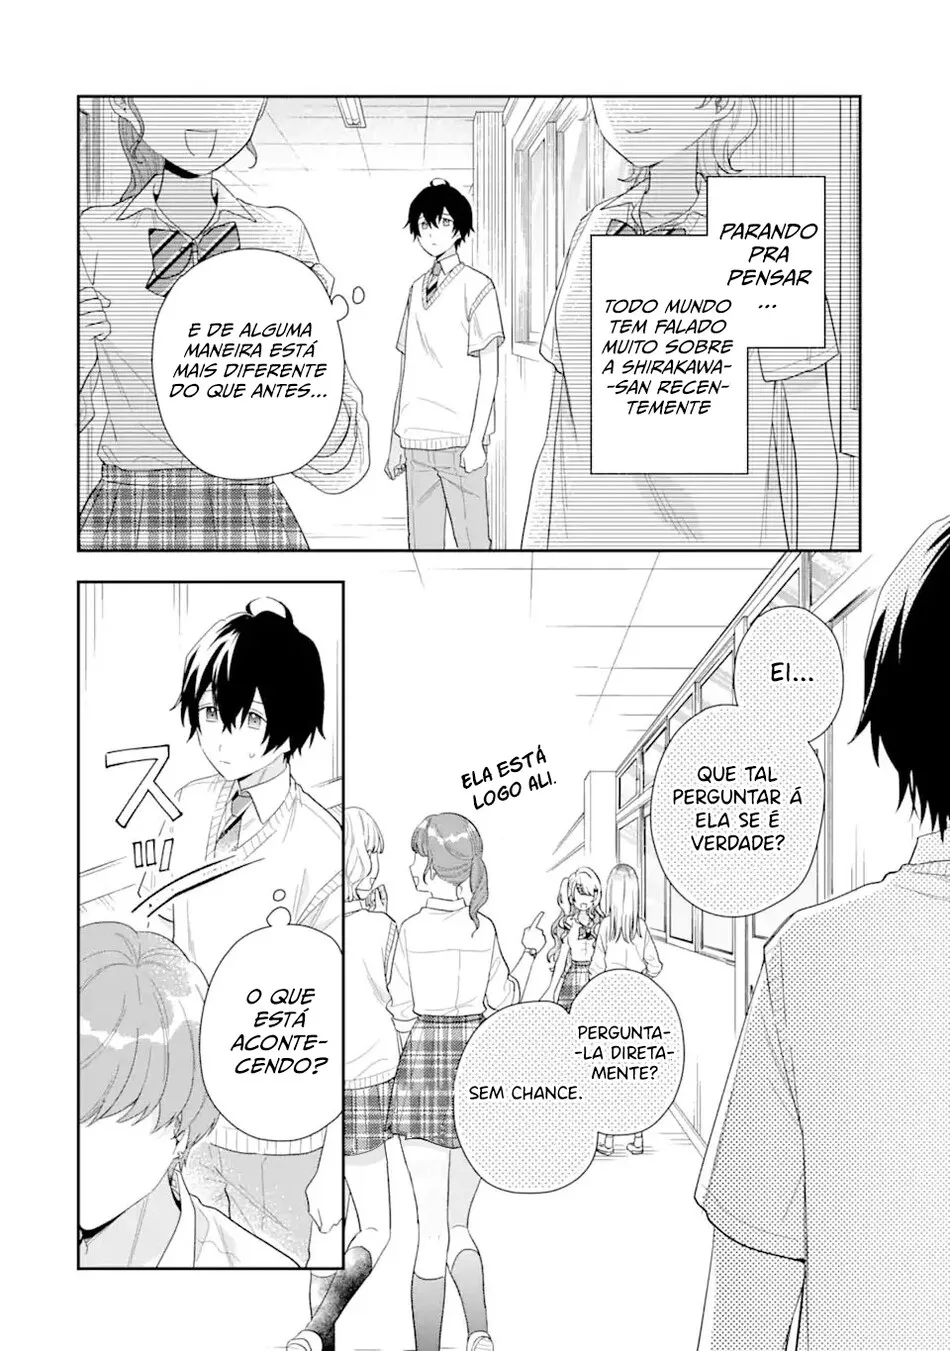 PARANDO
PRA
PENSAR
...
TODO MUNDO
TEM FALADO
MUITO SOBRE
A SHIRAKAWA-
-SAN RECEN-
TEMENTE
E DE ALGUMA
MANEIRA ESTÁ
MAIS DIFERENTE
DO QUE ANTES...
EI...
QUE TAL
PERGUNTAR Á
ELA SE É
VERDADE?
ELA ESTÁ
LOGO ALI.
PERGUNTA-
-LA DIRETA-
MENTE?
SEM CHANCE.
スッ
O QUE
ESTÁ
ACONTE-
CENDO?